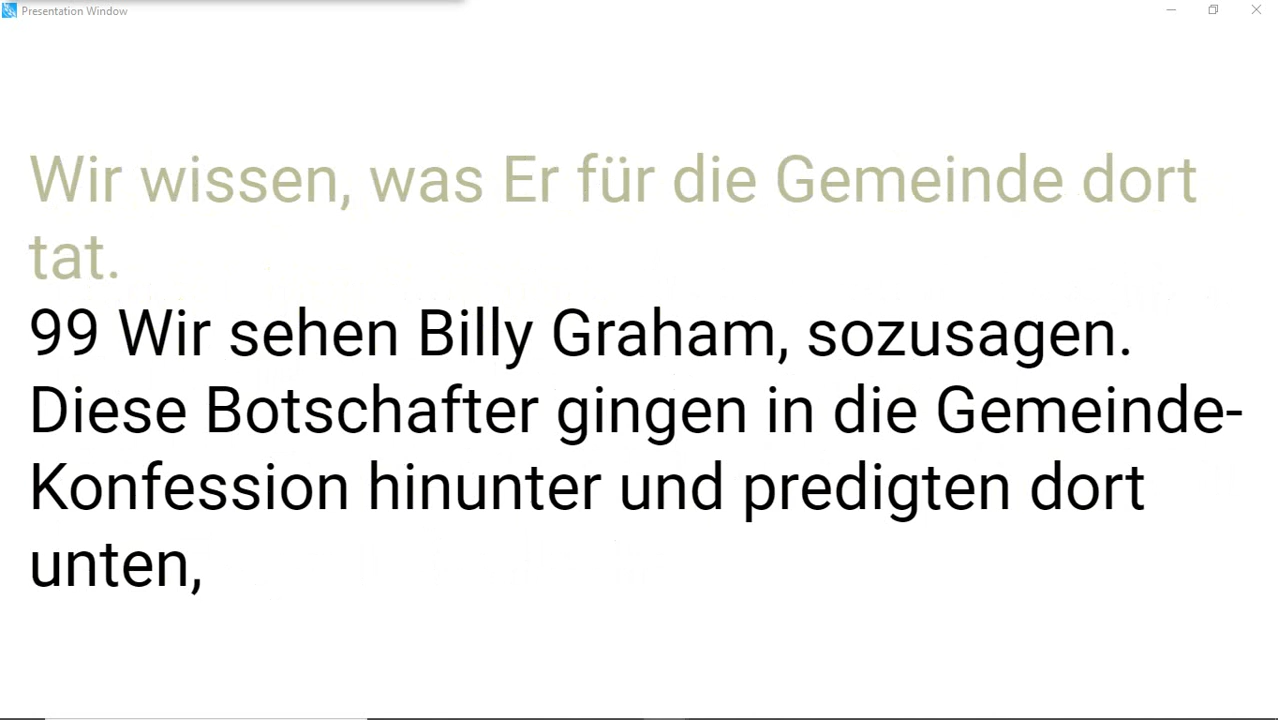 Presentation Window
Wir wissen, was Er für die Gemeinde dort
tat.
99 Wir sehen Billy Graham, sozusagen.
Diese Botschafter gingen in die Gemeinde-
Konfession hinunter und predigten dort
unten,